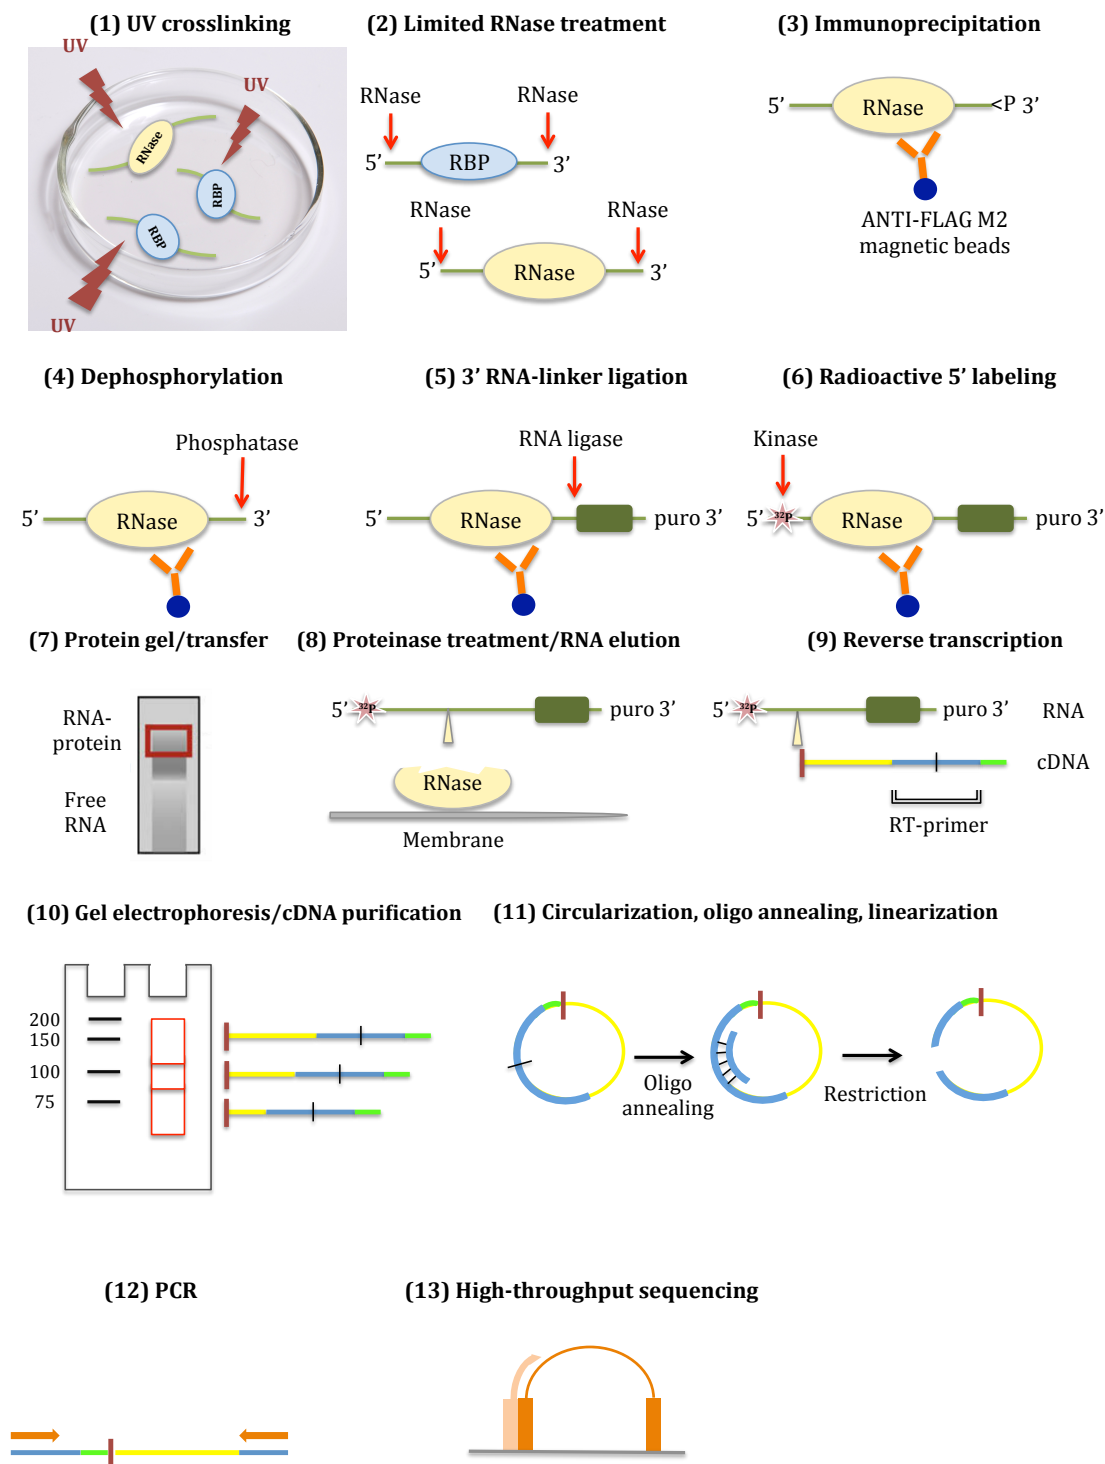 (1) UV crosslinking
UV
UV
RNase
RBP
RBP
UV
(2) Limited RNase treatment
RNase
RNase
5’
RBP
3’
RNase
RNase
5’
RNase
3’
(3) Immunoprecipitation
5’
RNase
<P 3’
ANTI-FLAG M2
magnetic beads
(4) Dephosphorylation
Phosphatase
5’
RNase
3’
(5) 3’ RNA-linker ligation
RNA ligase
5’
RNase
puro 3’
(6) Radioactive 5’ labeling
Kinase
5’
32P
RNase
puro 3’
(7) Protein gel/transfer
RNA-
protein
Free
RNA
(8) Proteinase treatment/RNA elution
5’
32P
puro 3’
RNase
Membrane
(9) Reverse transcription
5’
32P
puro 3’
RNA
cDNA
RT-primer
(10) Gel electrophoresis/cDNA purification
200
150
100
75
(11) Circularization, oligo annealing, linearization
Oligo
annealing
Restriction
(12) PCR
(13) High-throughput sequencing